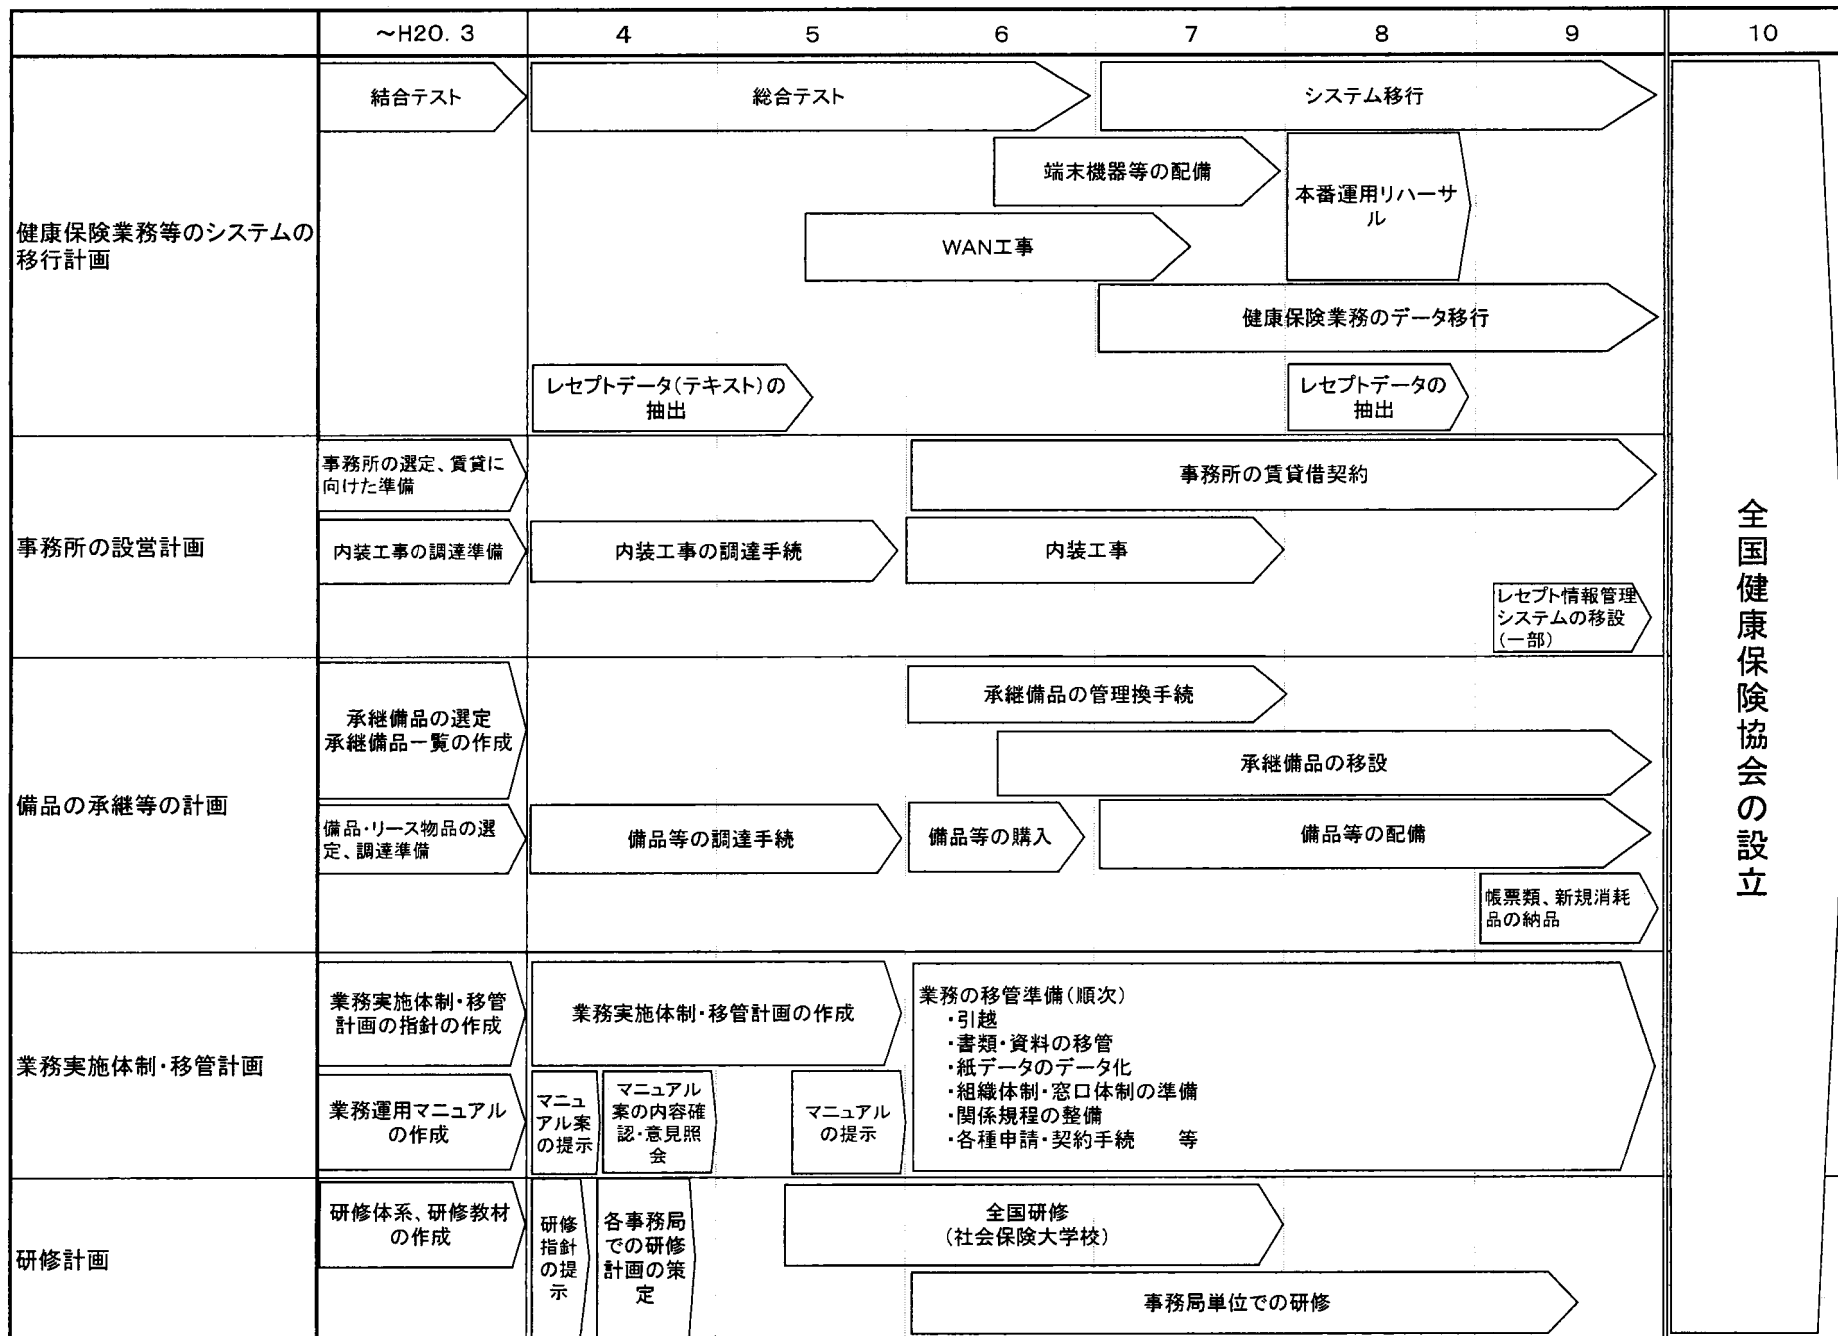 ～H20. 3
4
5
6
7
8
9
10
健康保険業務等のシステムの
移行計画
結合テスト
総合テスト
システム移行
端末機器等の配備
本番運用リハーサ
ル
WAN工事
健康保険業務のデータ移行
レセプトデータ(テキスト)の
抽出
レセプトデータの
抽出
事務所の設営計画
事務所の選定、賃貸に
向けた準備
事務所の賃貸借契約
内装工事の調達準備
内装工事の調達手続
内装工事
レセプト情報管理
システムの移設
(一部)
備品の承継等の計画
承継備品の選定
承継備品一覧の作成
承継備品の管理換手続
承継備品の移設
備品・リース物品の選
定、調達準備
備品等の調達手続
備品等の購入
備品等の配備
帳票類、新規消耗
品の納品
業務実施体制・移管計画
業務実施体制・移管
計画の指針の作成
業務実施体制・移管計画の作成
業務の移管準備(順次)
・引越
・書類・資料の移管
・紙データのデータ化
・組織体制・窓口体制の準備
・関係規程の整備
・各種申請・契約手続　等
業務運用マニュアル
の作成
マニュ
アル案
の提示
マニュアル
案の内容確
認・意見照
会
マニュアル
の提示
研修計画
研修体系、研修教材
の作成
研修
指針
の提
示
各事務局
での研修
計画の策
定
全国研修
(社会保険大学校)
事務局単位での研修
全国健康保険協会の設立